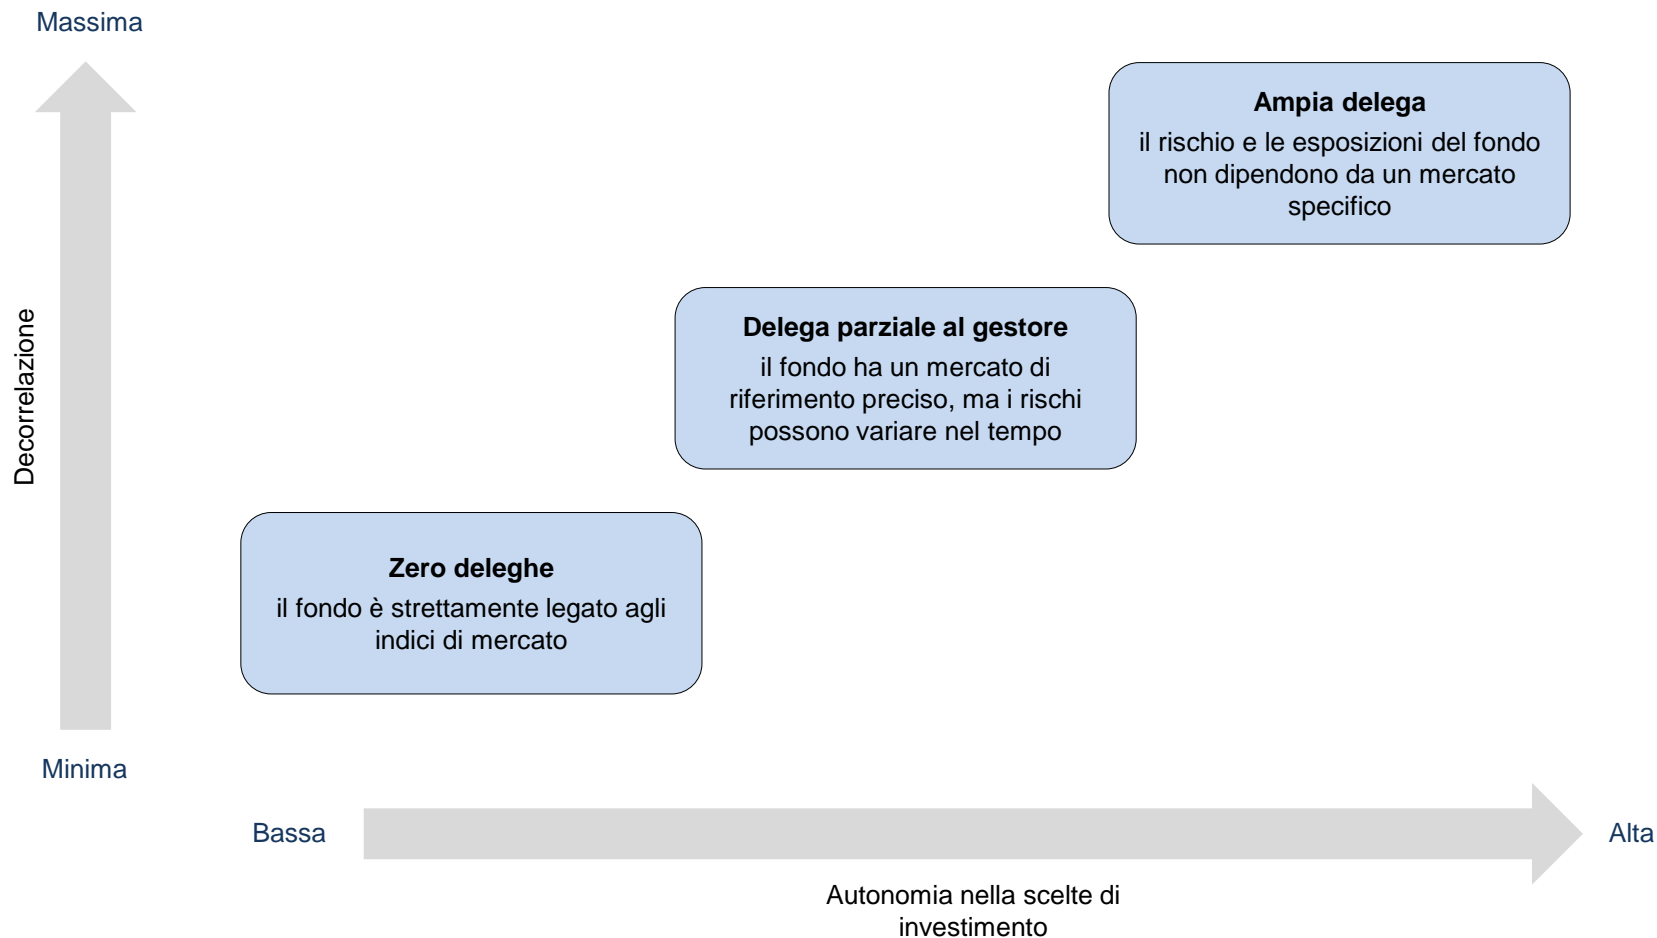 Massima
Ampia delega
il rischio e le esposizioni del fondo
non dipendono da un mercato
specifico
Delega parziale al gestore
il fondo ha un mercato di
riferimento preciso, ma i rischi
possono variare nel tempo
Decorrelazione
Zero deleghe
il fondo è strettamente legato agli
indici di mercato
Minima
Bassa
Alta
Autonomia nella scelte di
investimento